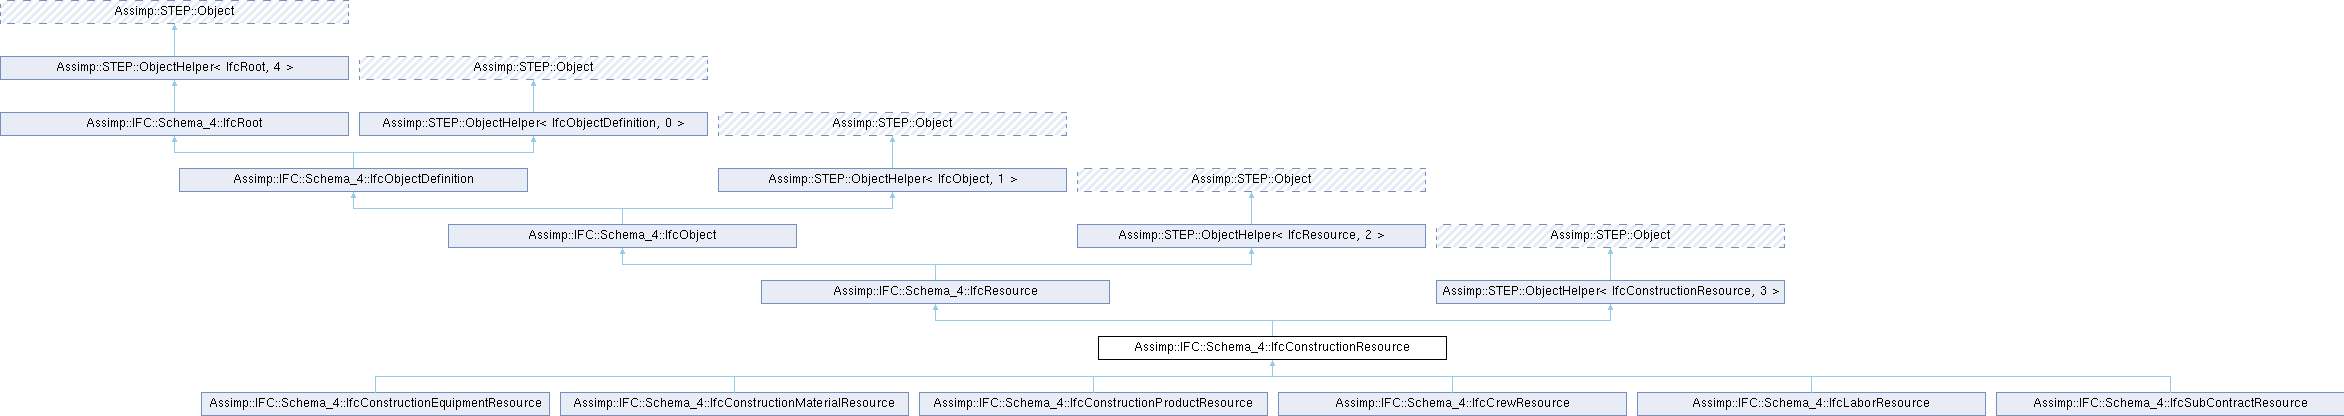 Assimp::STEP::Object
Assimp::STEP::ObjectHelper< IfcRoot, 4 >
Assimp::STEP::Object
Assimp::IFC::Schema_4::IfcRoot
Assimp::STEP::ObjectHelper< IfcObjectDefinition, 0 >
Assimp::STEP::Object
Assimp::IFC::Schema_4::IfcObjectDefinition
Assimp::STEP::ObjectHelper< IfcObject, 1 >
Assimp::STEP::Object
Assimp::IFC::Schema_4::IfcObject
Assimp::STEP::ObjectHelper< IfcResource, 2 >
Assimp::STEP::Object
Assimp::IFC::Schema_4::IfcResource
Assimp::STEP::ObjectHelper< IfcConstructionResource, 3 >
Assimp::IFC::Schema_4::IfcConstructionResource
Assimp::IFC::Schema_4::IfcConstructionEquipmentResource
Assimp::IFC::Schema_4::IfcConstructionMaterialResource
Assimp::IFC::Schema_4::IfcConstructionProductResource
Assimp::IFC::Schema_4::IfcCrewResource
Assimp::IFC::Schema_4::IfcLaborResource
Assimp::IFC::Schema_4::IfcSubContractResource